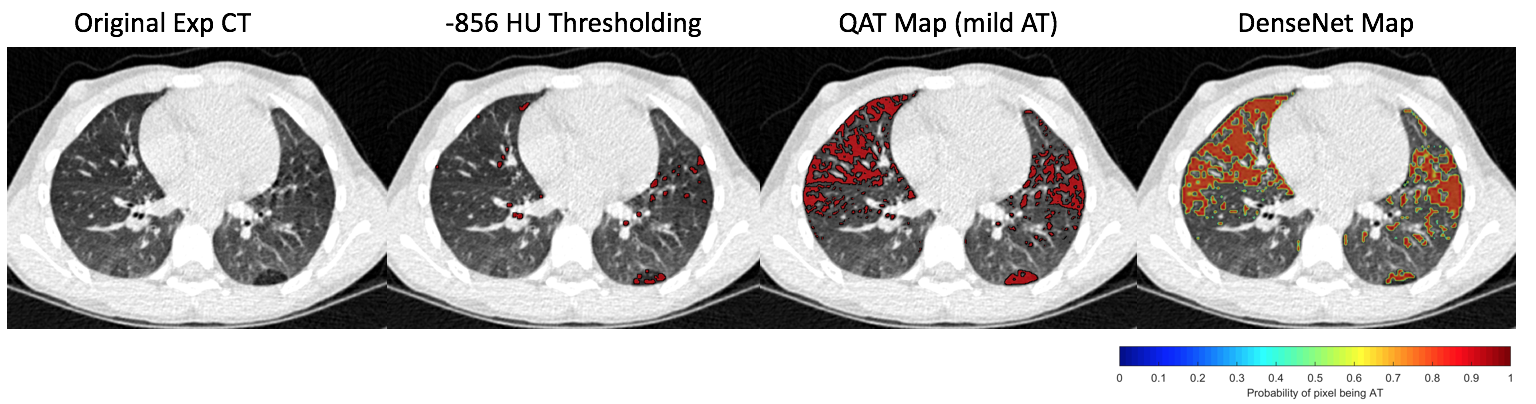 Original Exp CT
-856 HU Thresholding
QAT Map (mild AT)
DenseNet Map
0 0.1 0.2 0.3 0.4 0.5 0.6 0.7 0.8 0.9 1
Probability of pixel being AT